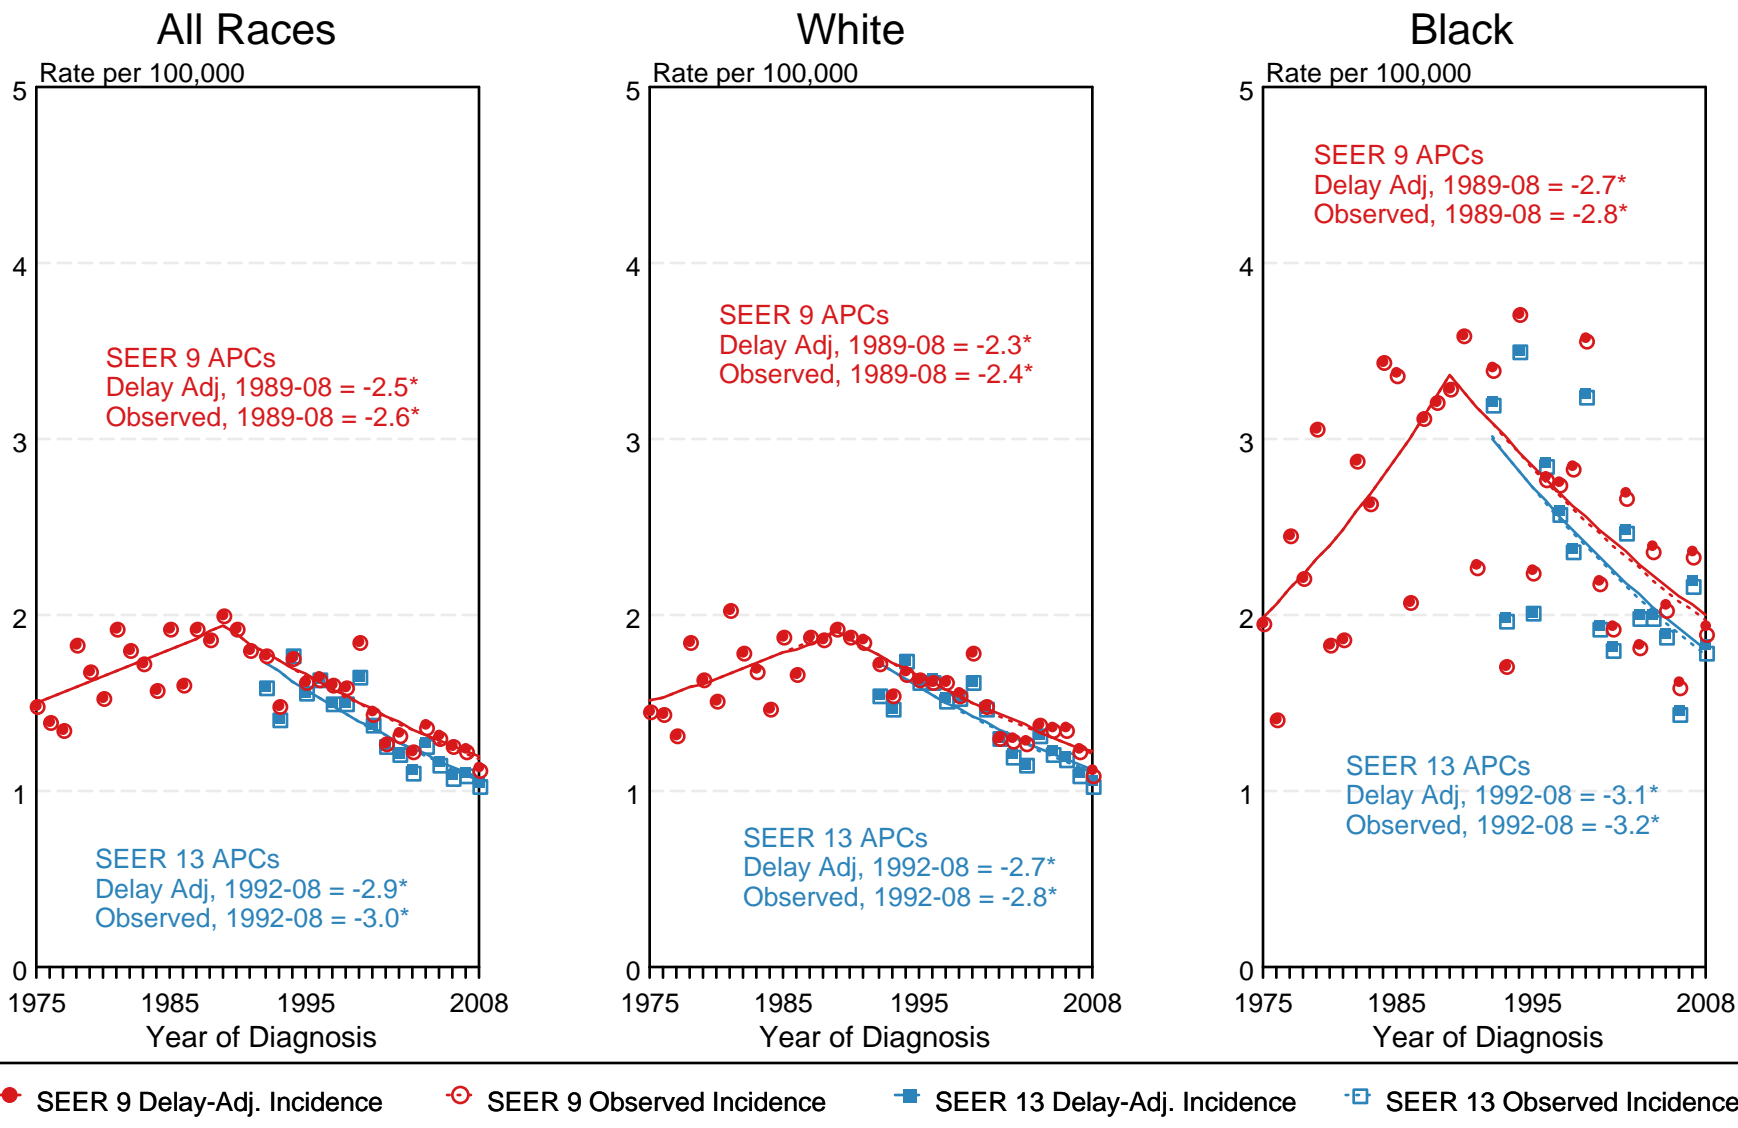 All Races
Rate per 100,000
5
4
3
2
1
0
SEER 9 APCs
Delay Adj, 1989-08 = -2.5*
Observed, 1989-08 = -2.6*
SEER 13 APCs
Delay Adj, 1992-08 = -2.9*
Observed, 1992-08 = -3.0*
1975 1985 1995 2008
Year of Diagnosis
White
Rate per 100,000
5
4
3
2
1
0
SEER 9 APCs
Delay Adj, 1989-08 = -2.3*
Observed, 1989-08 = -2.4*
SEER 13 APCs
Delay Adj, 1992-08 = -2.7*
Observed, 1992-08 = -2.8*
1975 1985 1995 2008
Year of Diagnosis
Black
Rate per 100,000
5
4
3
2
1
0
SEER 9 APCs
Delay Adj, 1989-08 = -2.7*
Observed, 1989-08 = -2.8*
SEER 13 APCs
Delay Adj, 1992-08 = -3.1*
Observed, 1992-08 = -3.2*
1975 1985 1995 2008
Year of Diagnosis
SEER 9 Delay-Adj. Incidence SEER 9 Observed Incidence SEER 13 Delay-Adj. Incidence SEER 13 Observed Incidence